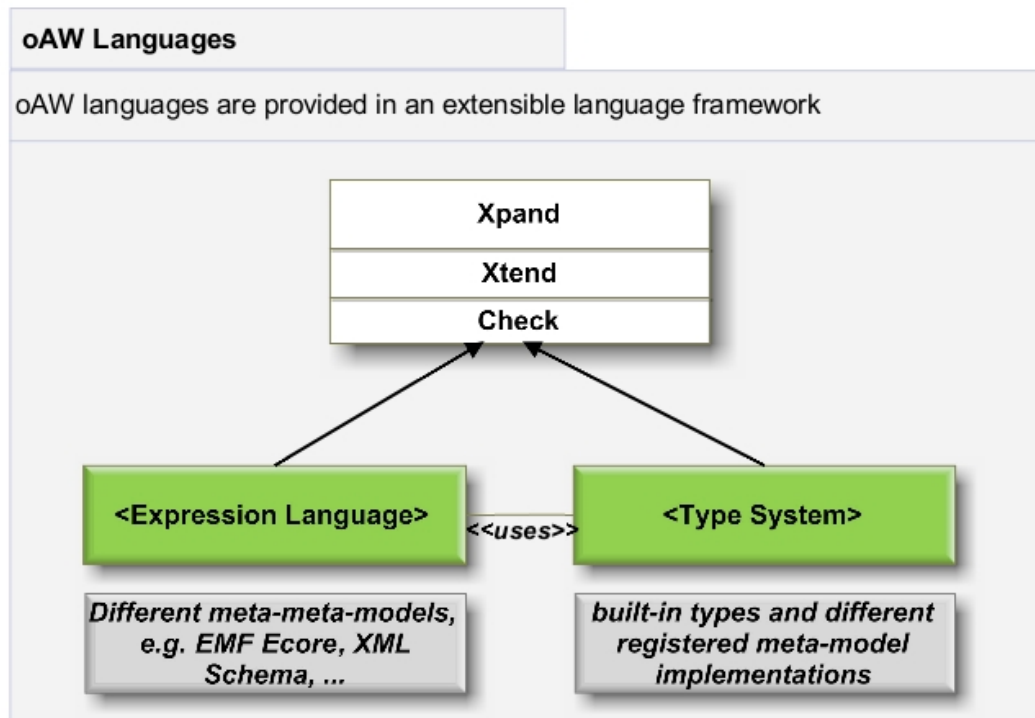 oAW Languages
oAW languages are provided in an extensible language framework
Xpand
Xtend
Check
<Expression Language>
<<uses>>
<Type System>
Different meta-meta-models,
e.g. EMF Ecore, XML
Schema, ...
built-in types and different
registered meta-model
implementations